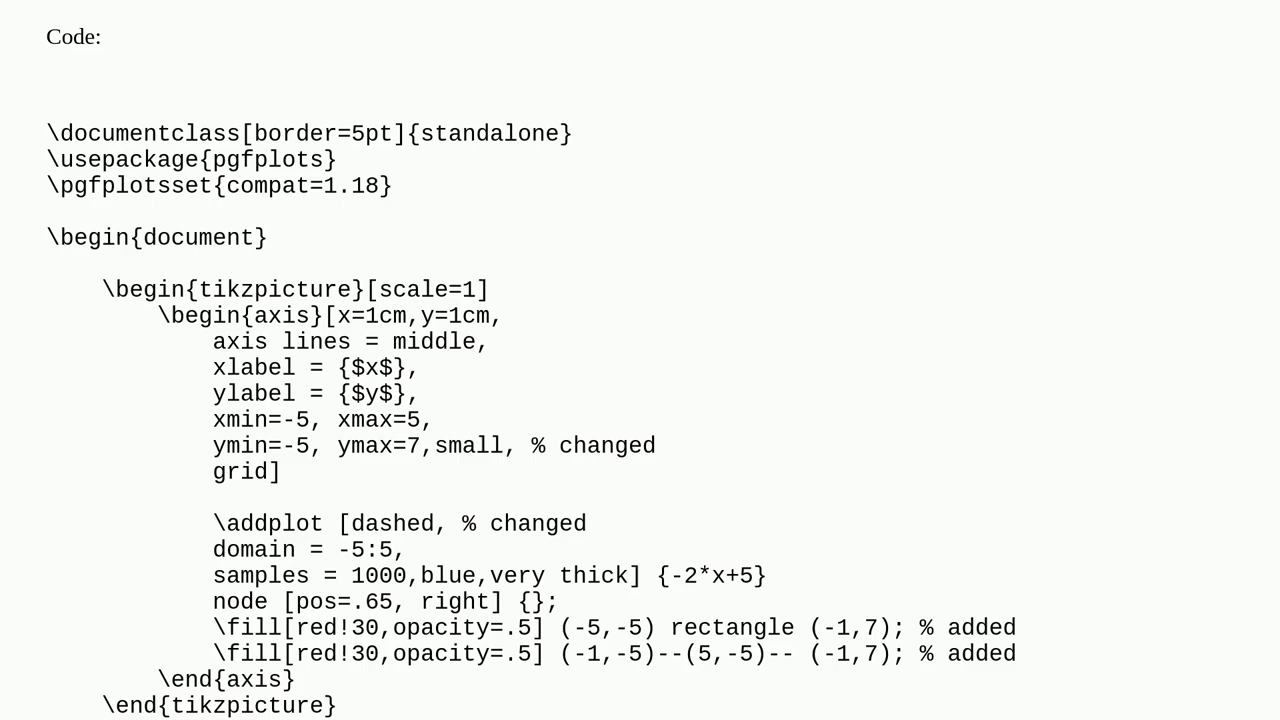 Code:
\documentclass[border=5pt]{standalone}
\usepackage{pgfplots}
\pgfplotsset{compat=1.18}
\begin{document}
\begin{tikzpicture}[scale=1]
\begin{axis}[x=1cm,y=1cm,
axis lines = middle,
xlabel = {$x$},
ylabel = {$y$},
xmin=-5, xmax=5,
ymin=-5, ymax=7,small, % changed
grid]
\addplot [dashed, % changed
domain = -5:5,
samples = 1000,blue,very thick] {-2*x+5}
node [pos=.65, right] {};
\fill[red!30,opacity=.5] (-5,-5) rectangle (-1,7); % added
\fill[red!30,opacity=.5] (-1,-5)--(5,-5)-- (-1,7); % added
\end{axis}
\end{tikzpicture}